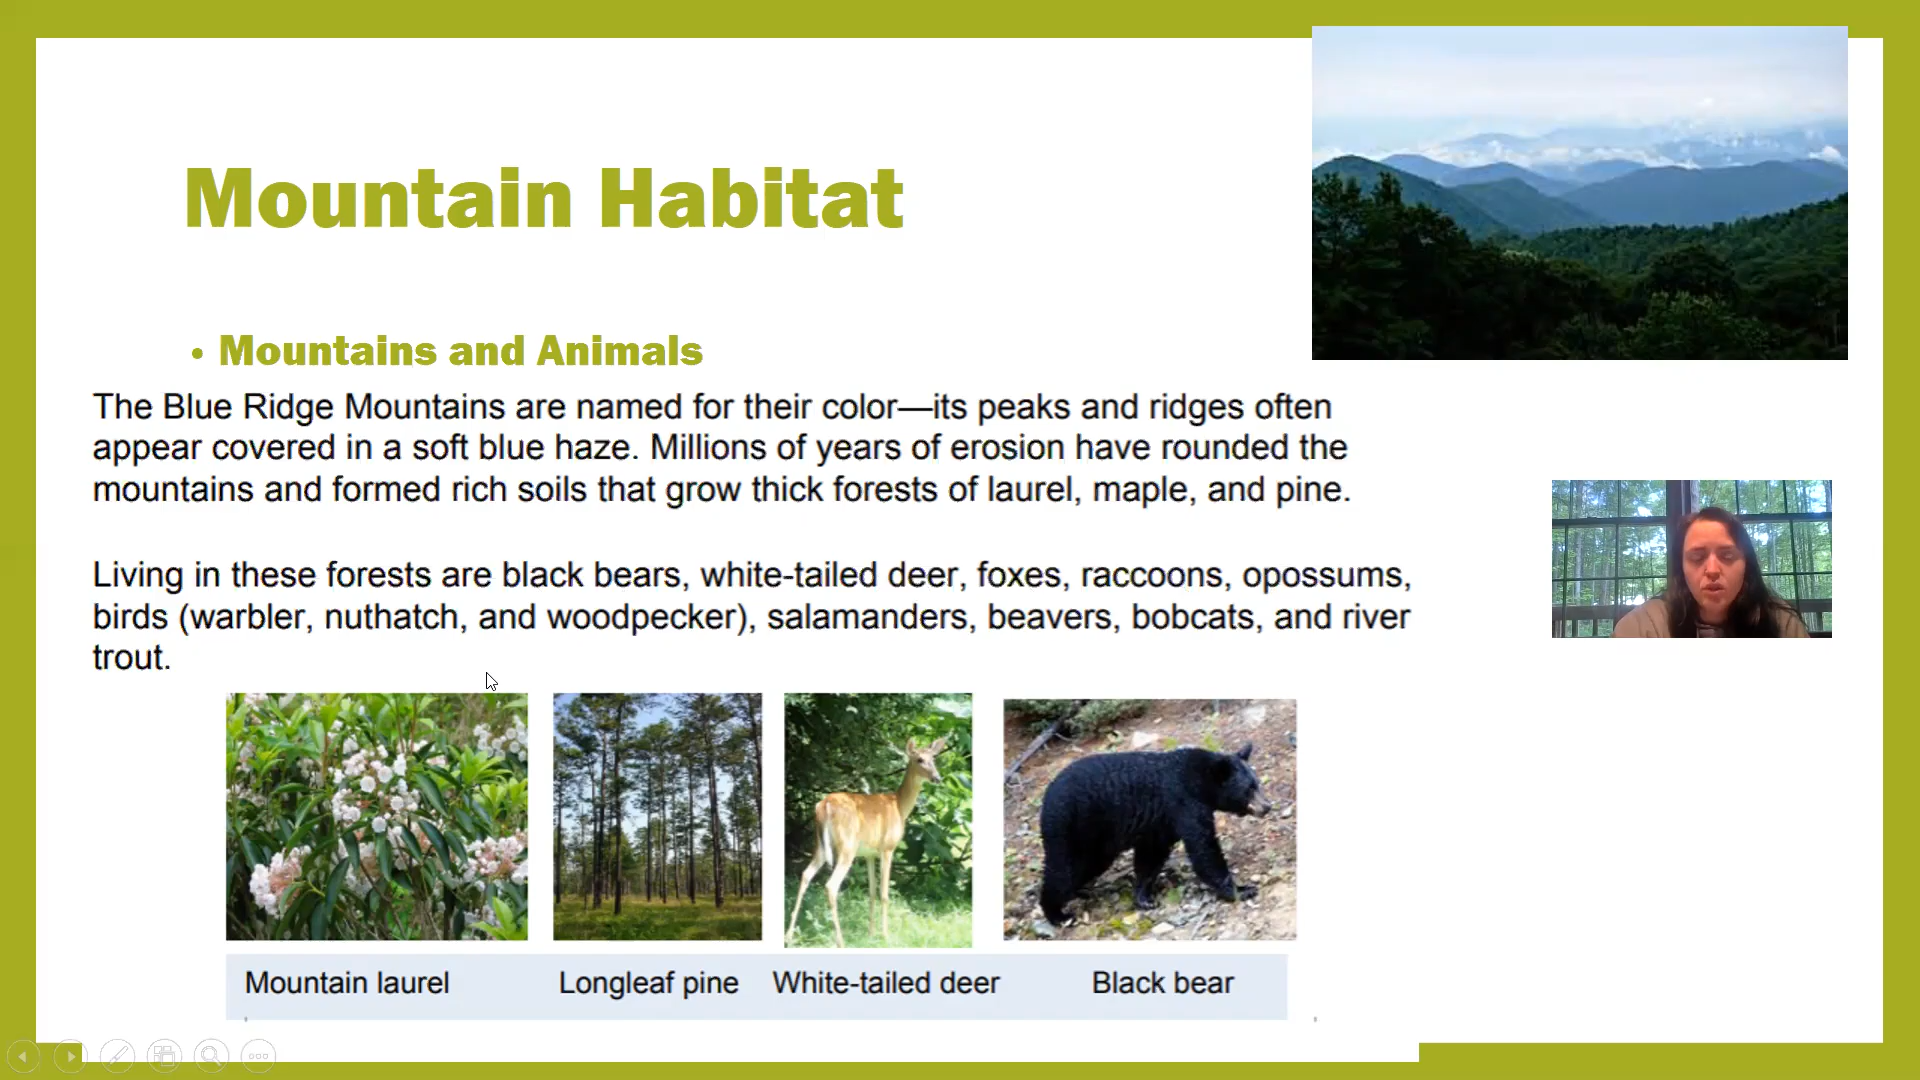 Mountain Habitat
• Mountains and Animals
The Blue Ridge Mountains are named for their color—its peaks and ridges often
appear covered in a soft blue haze. Millions of years of erosion have rounded the
mountains and formed rich soils that grow thick forests of laurel, maple, and pine.
Living in these forests are black bears, white-tailed deer, foxes, raccoons, opossums,
birds (warbler, nuthatch, and woodpecker), salamanders, beavers, bobcats, and river
trout.
Mountain laurel Longleaf pine White-tailed deer Black bear